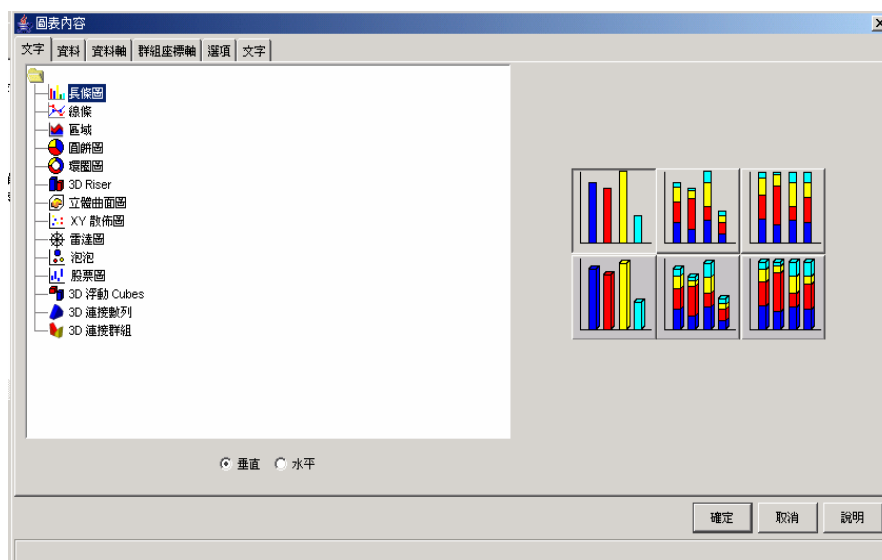 圖表內容
文字 資料 資料軸 群組座標軸 選項 文字
長條圖
線條
區域
圓餅圖
環圈圖
3D Riser
立體曲面圖
XY 散佈圖
雷達圖
泡泡
股票圖
3D 浮動 Cubes
3D 連接數列
3D 連接群組
垂直 水平
確定 取消 說明